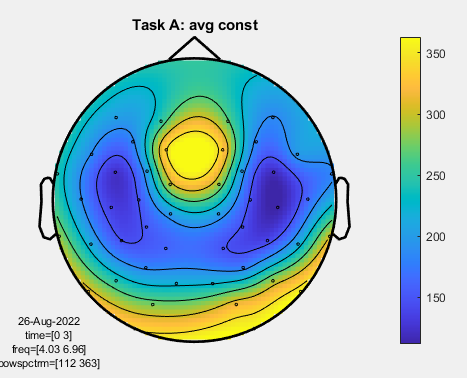 Task A: avg const
350
300
250
200
150
26-Aug-2022
time=[0 3]
freq=[4.03 6.96]
powspctrm=[112 363]